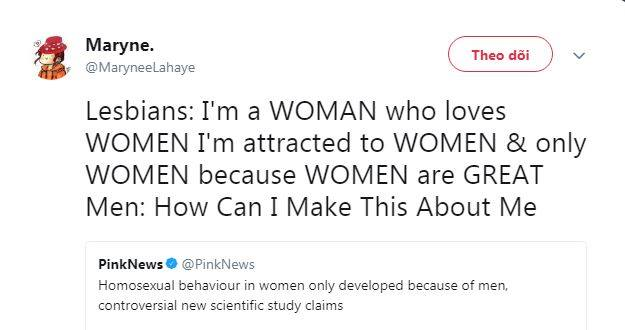 Maryne.
@MaryneeLahaye
Theo dõi
Lesbians: I'm a WOMAN who loves
WOMEN I'm attracted to WOMEN & only
WOMEN because WOMEN are GREAT
Men: How Can I Make This About Me
PinkNews @PinkNews
Homosexual behaviour in women only developed because of men,
controversial new scientific study claims